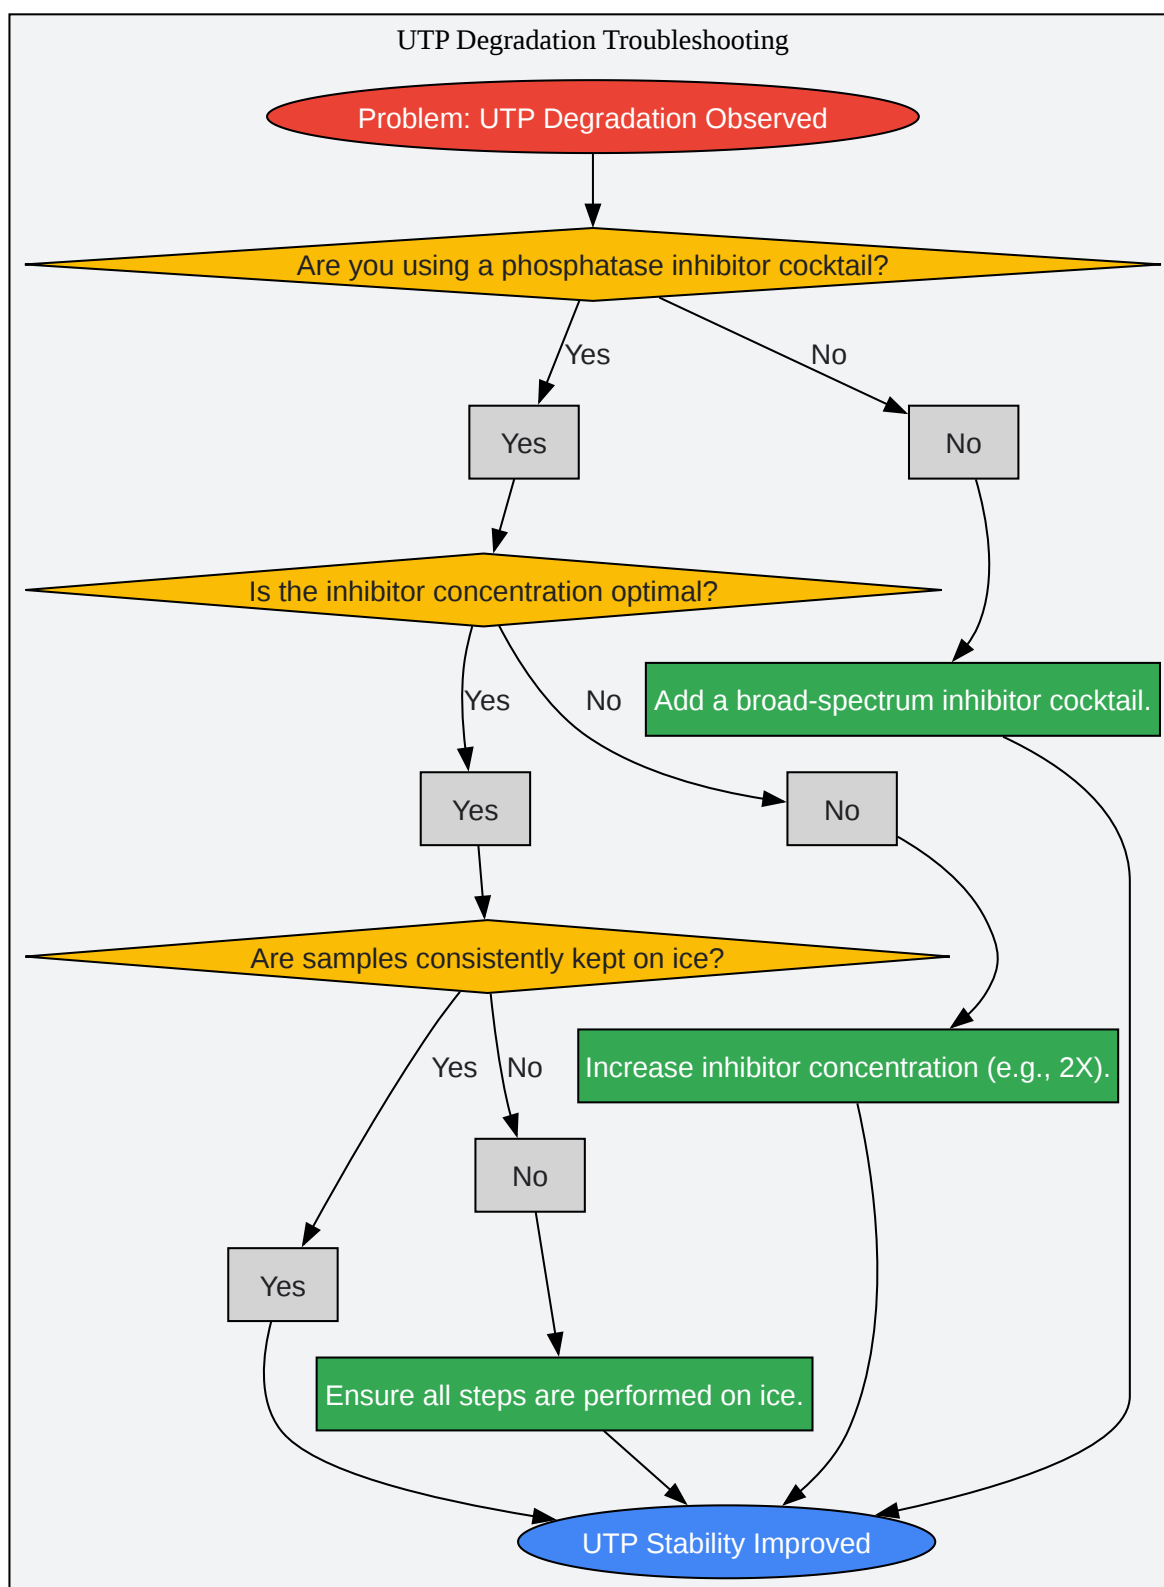 UTP Degradation Troubleshooting
Problem: UTP Degradation Observed
Are you using a phosphatase inhibitor cocktail?
Yes
No
Yes
No
Is the inhibitor concentration optimal?
Yes
No
Add a broad-spectrum inhibitor cocktail.
Yes
No
Are samples consistently kept on ice?
Yes
No
Increase inhibitor concentration (e.g., 2X).
No
Yes
Ensure all steps are performed on ice.
UTP Stability Improved